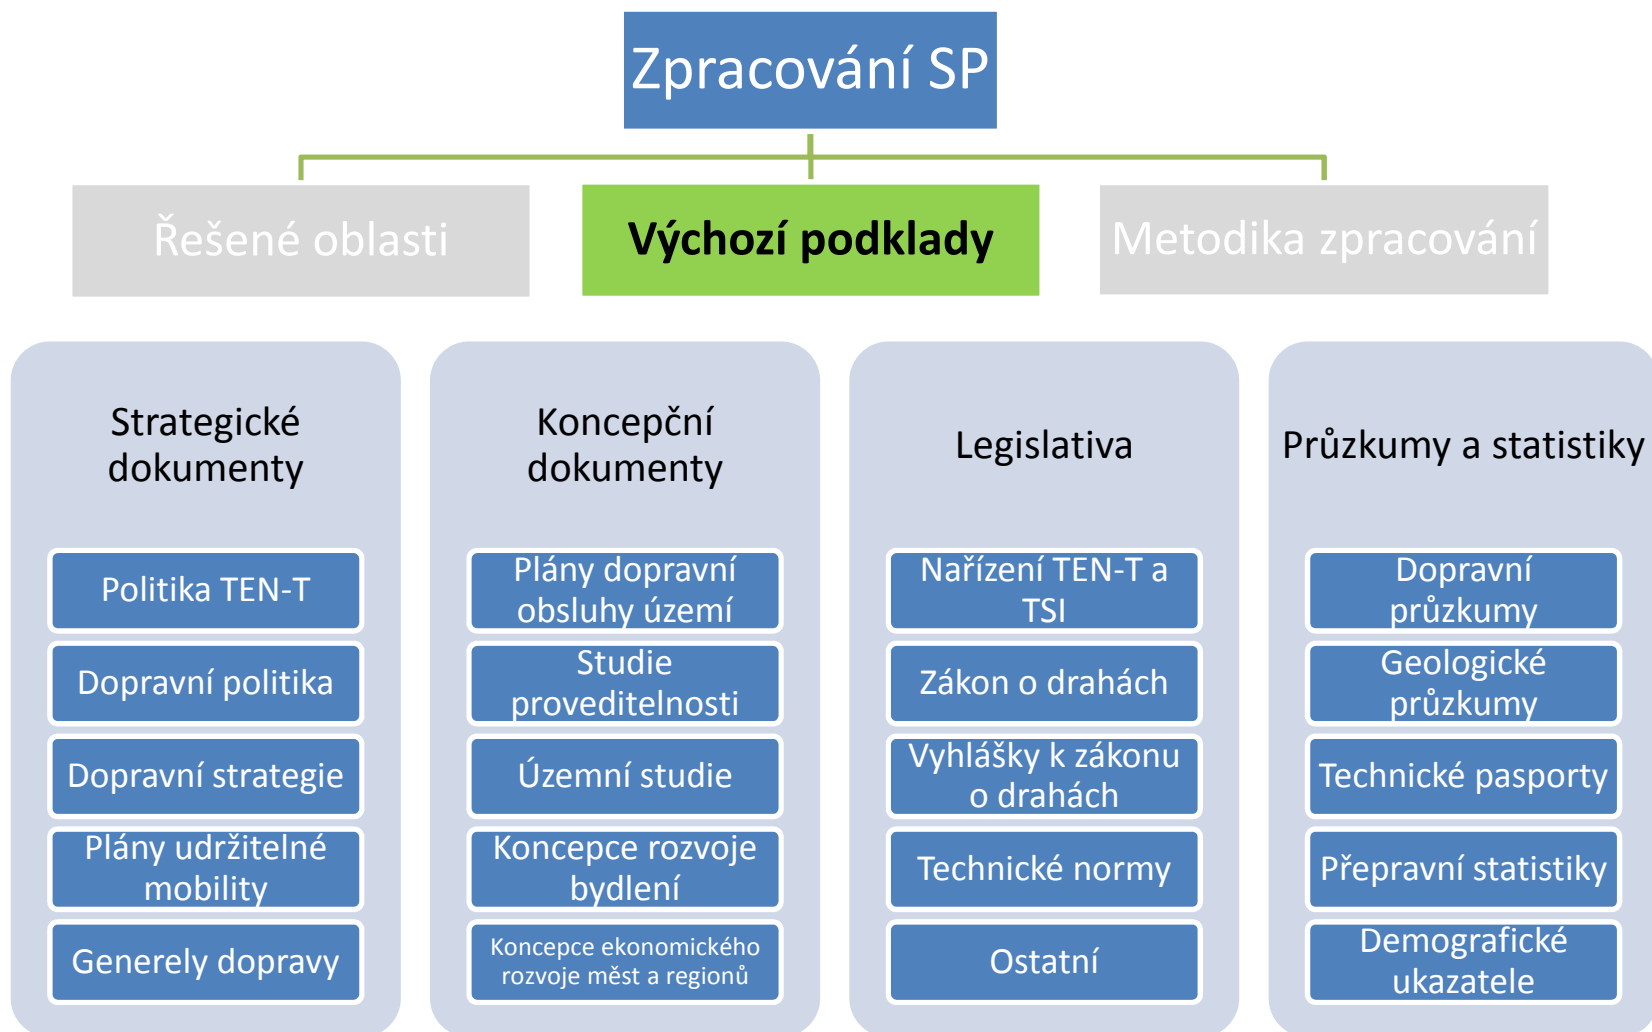 Zpracování SP
Řešené oblasti
Výchozí podklady
Metodika zpracování
Strategické
dokumenty
Politika TEN-T
Dopravní politika
Dopravní strategie
Plány udržitelné
mobility
Generely dopravy
Koncepční
dokumenty
Plány dopravní
obsluhy území
Studie
proveditelnosti
Územní studie
Koncepce rozvoje
bydlení
Koncepce ekonomického
rozvoje měst a regionů
Legislativa
Nařízení TEN-T a
TSI
Zákon o drahách
Vyhlášky k zákonu
o drahách
Technické normy
Ostatní
Průzkumy a statistiky
Dopravní
průzkumy
Geologické
průzkumy
Technické pasporty
Přepravní statistiky
Demografické
ukazatele